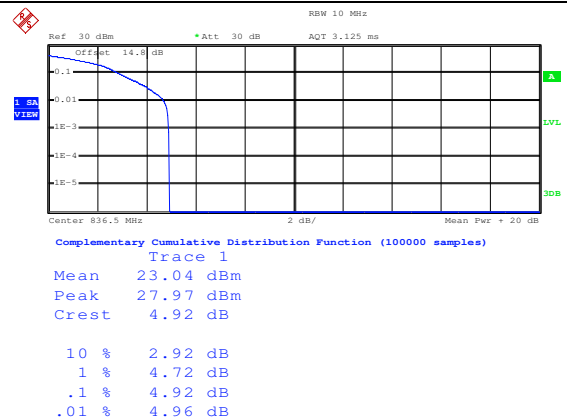 RBW 10 MHz
Ref 30 dBm *Att 30 dB AQT 3.125 ms
Offset 14.8 dB
0.1
A
0.01
1 SA
VIEW
1E-3
LVL
1E-4
1E-5
3DB
Center 836.5 MHz 2 dB/ Mean Pwr + 20 dB
Complementary Cumulative Distribution Function (100000 samples)
Trace 1
Mean 23.04 dBm
Peak 27.97 dBm
Crest 4.92 dB
10 % 2.92 dB
1 % 4.72 dB
.1 % 4.92 dB
.01 % 4.96 dB